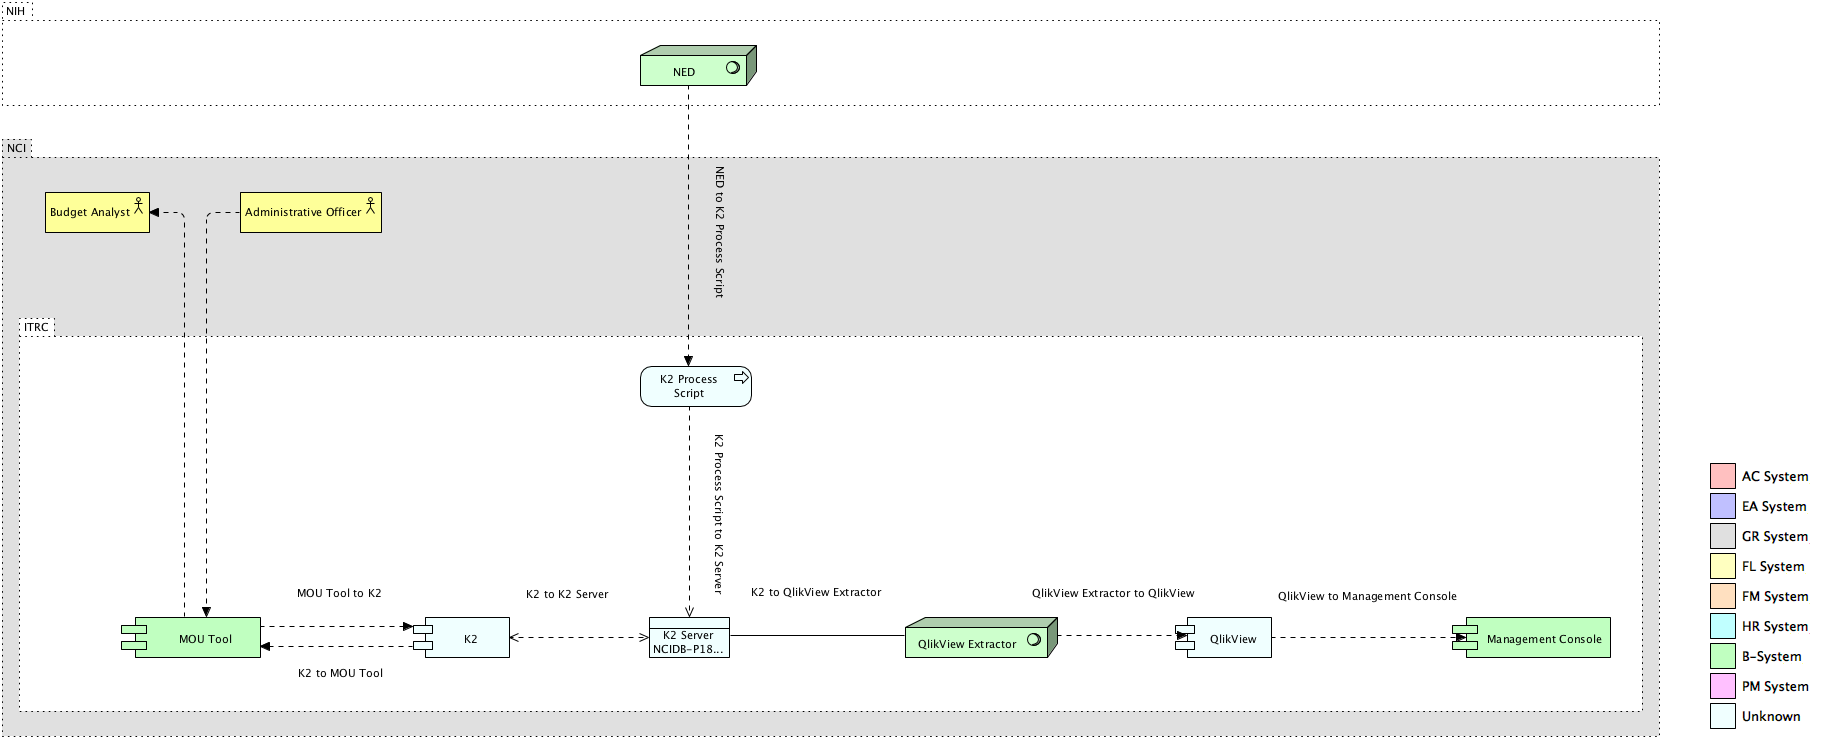 NIH
NED
NCI
NED to K2 Process Script
Budget Analyst
Administrative Officer
ITRC
K2 Process
Script
K2 Process Script to K2 Server
MOU Tool to K2
K2 to K2 Server
K2 to QlikView Extractor
QlikView Extractor to QlikView
QlikView to Management Console
MOU Tool
K2
K2 Server
NCIDB-P18...
QlikView Extractor
QlikView
Management Console
K2 to MOU Tool
AC System
EA System
GR System
FL System
FM System
HR System
B-System
PM System
Unknown